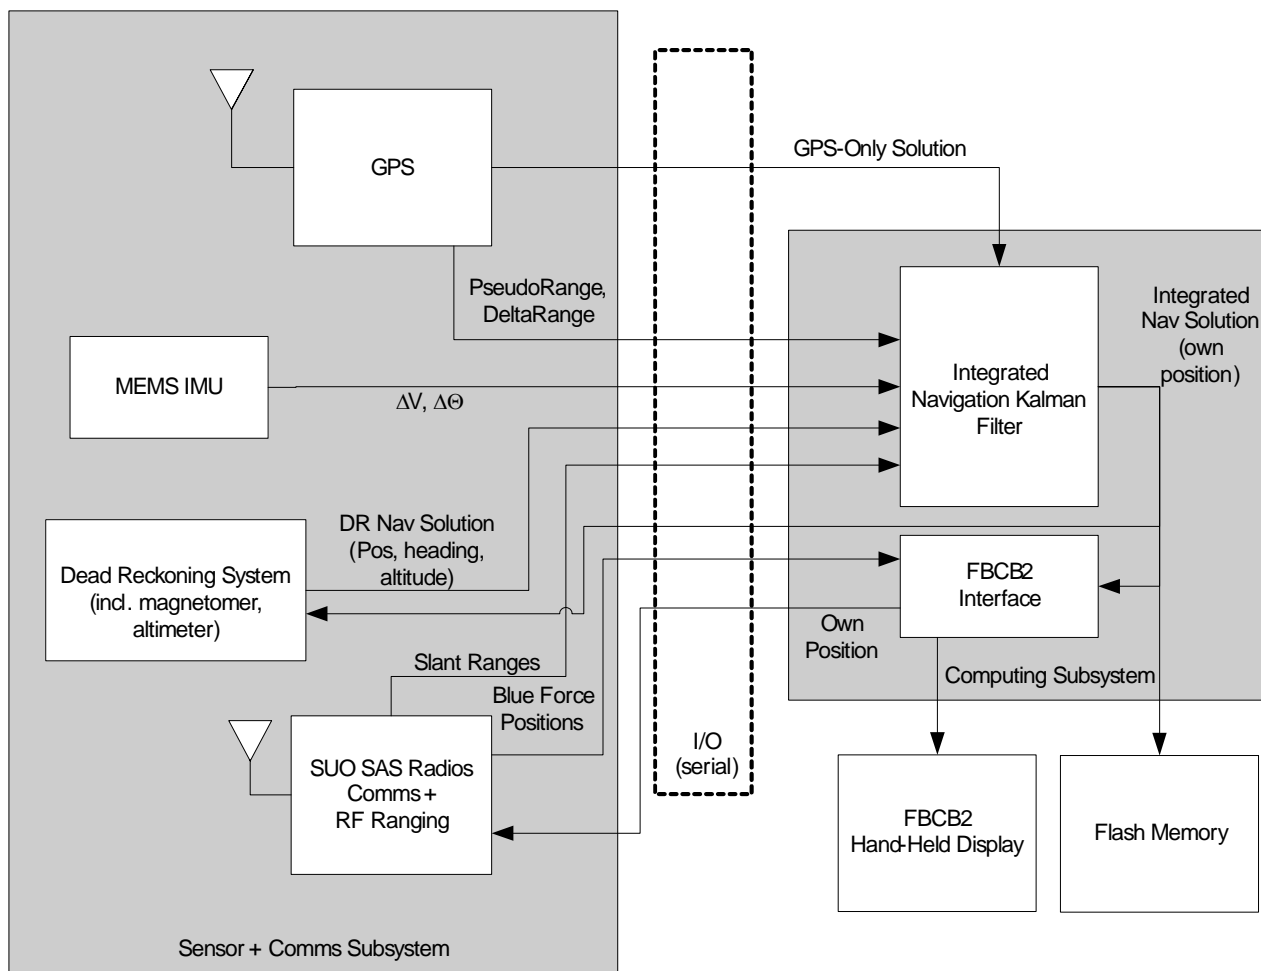 GPS
GPS-Only Solution
PseudoRange,
DeltaRange
MEMS IMU
ΔV, ΔΘ
Integrated
Navigation Kalman
Filter
Integrated
Nav Solution
(own
position)
DR Nav Solution
(Pos, heading,
altitude)
Dead Reckoning System
(incl. magnetomer,
altimeter)
FBCB2
Interface
Own
Position
Slant Ranges
Blue Force
Positions
Computing Subsystem
SUO SAS Radios
Comms +
RF Ranging
I/O
(serial)
FBCB2
Hand-Held Display
Flash Memory
Sensor + Comms Subsystem